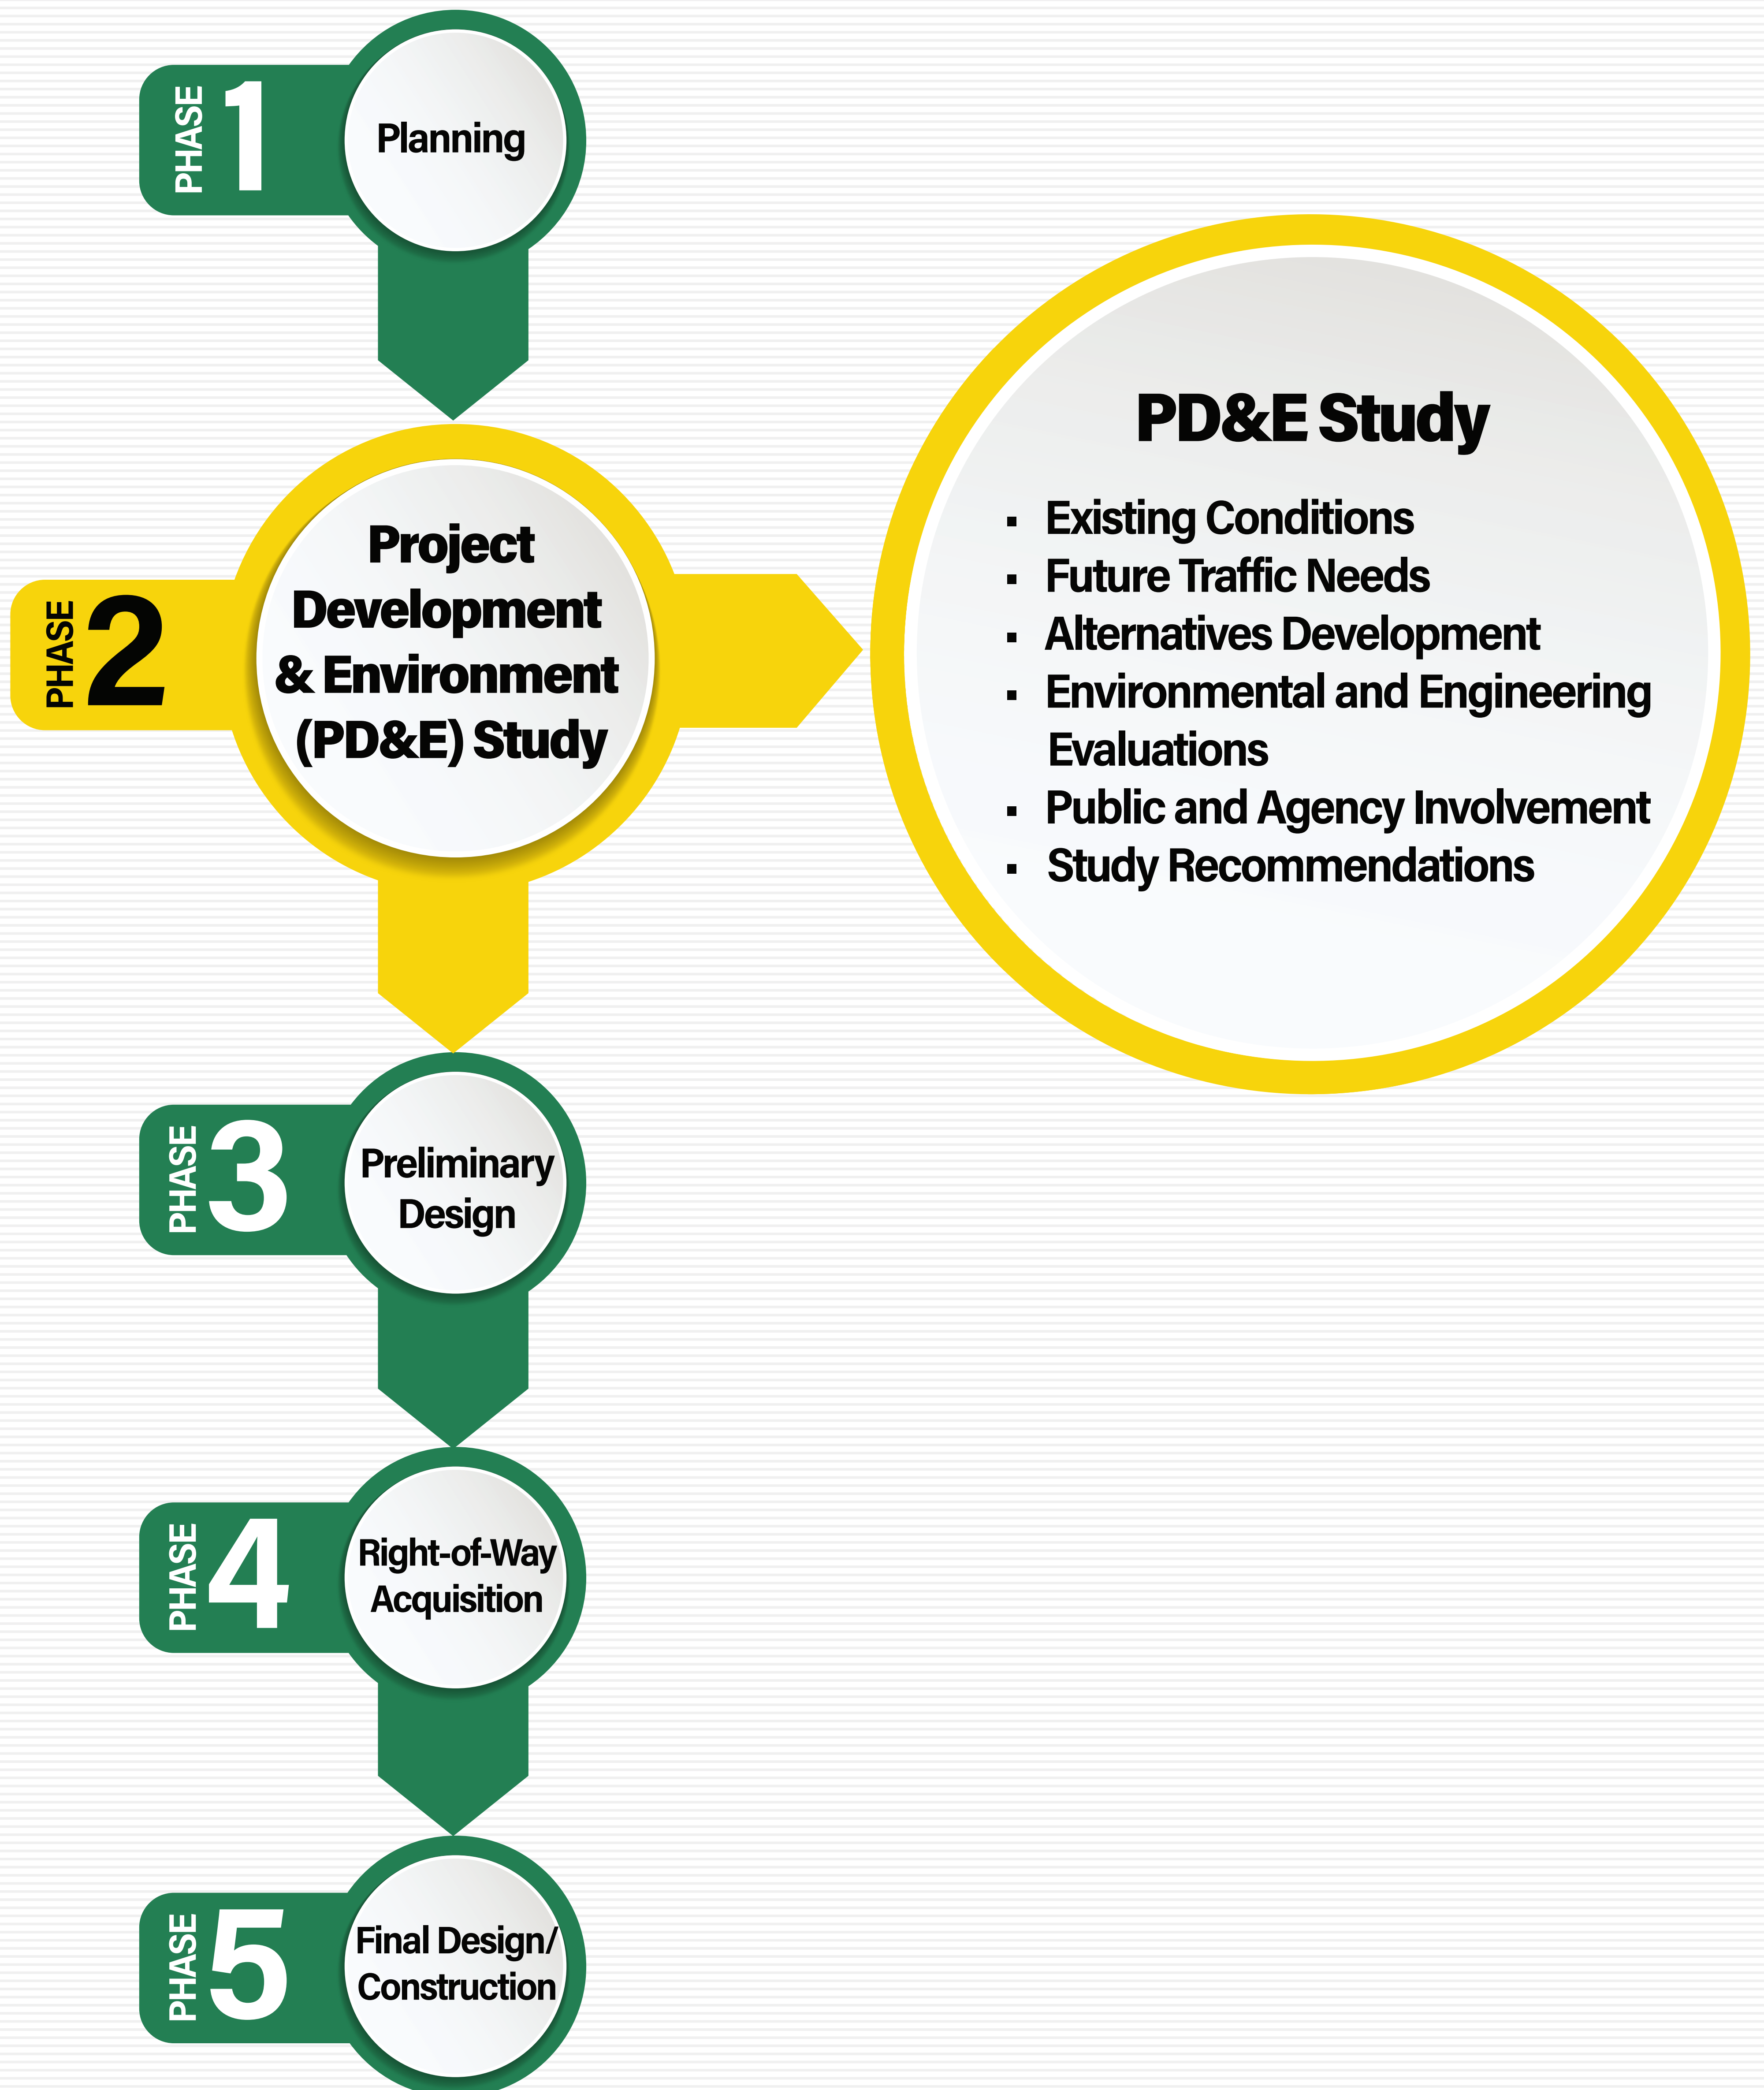 PHASE 1
Planning
PHASE 2
Project
Development
& Environment
(PD&E) Study
PD&E Study
▪ Existing Conditions
▪ Future Traffic Needs
▪ Alternatives Development
▪ Environmental and Engineering
Evaluations
▪ Public and Agency Involvement
▪ Study Recommendations
PHASE 3
Preliminary
Design
PHASE 4
Right-of-Way
Acquisition
PHASE 5
Final Design/
Construction